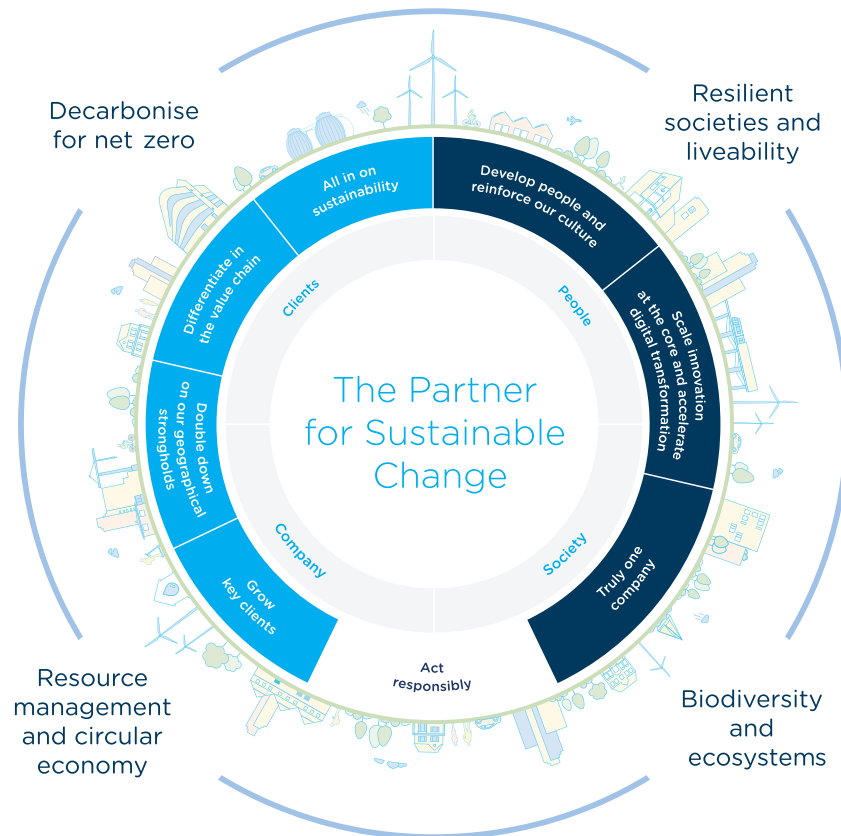 Decarbonise
for net zero
Resilient
societies and
liveability
All in on
sustainability
Develop people and
reinforce our culture
Differentiate in
the value chain
Scale innovation
at the core and accelerate
digital transformation
Clients
People
The Partner
for Sustainable
Change
Double down
on our geographical
strongholds
Company
Society
Grow
key clients
Truly one
company
Act
responsibly
Resource
management
and circular
economy
Biodiversity
and
ecosystems